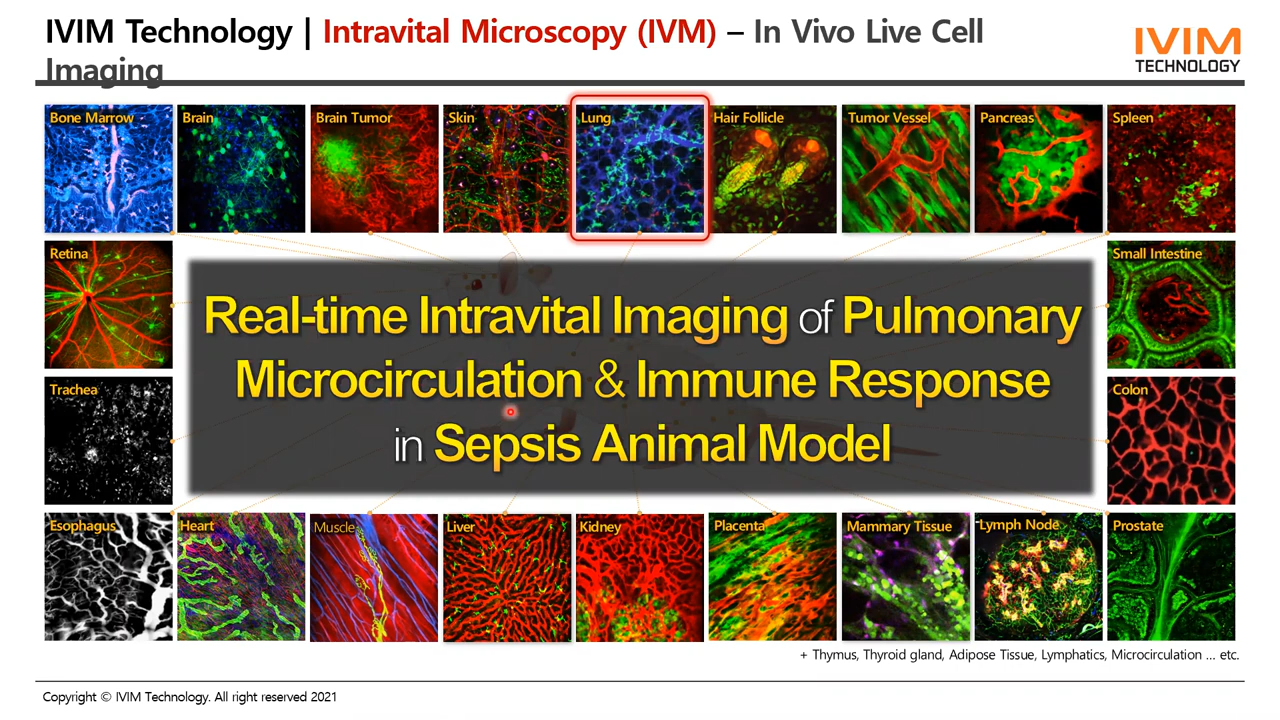 IVIM Technology | Intravital Microscopy (IVM) – In Vivo Live Cell
Imaging
IVIM
TECHNOLOGY
Bone Marrow
Brain
Brain Tumor
Skin
Lung
Hair Follicle
Tumor Vessel
Pancreas
Spleen
Retina
Small Intestine
Real-time Intravital Imaging of Pulmonary
Microcirculation & Immune Response
in Sepsis Animal Model
Trachea
Colon
Esophagus
Heart
Muscle
Liver
Kidney
Placenta
Mammary Tissue
Lymph Node
Prostate
+ Thymus, Thyroid gland, Adipose Tissue, Lymphatics, Microcirculation ... etc.
Copyright © IVIM Technology. All right reserved 2021